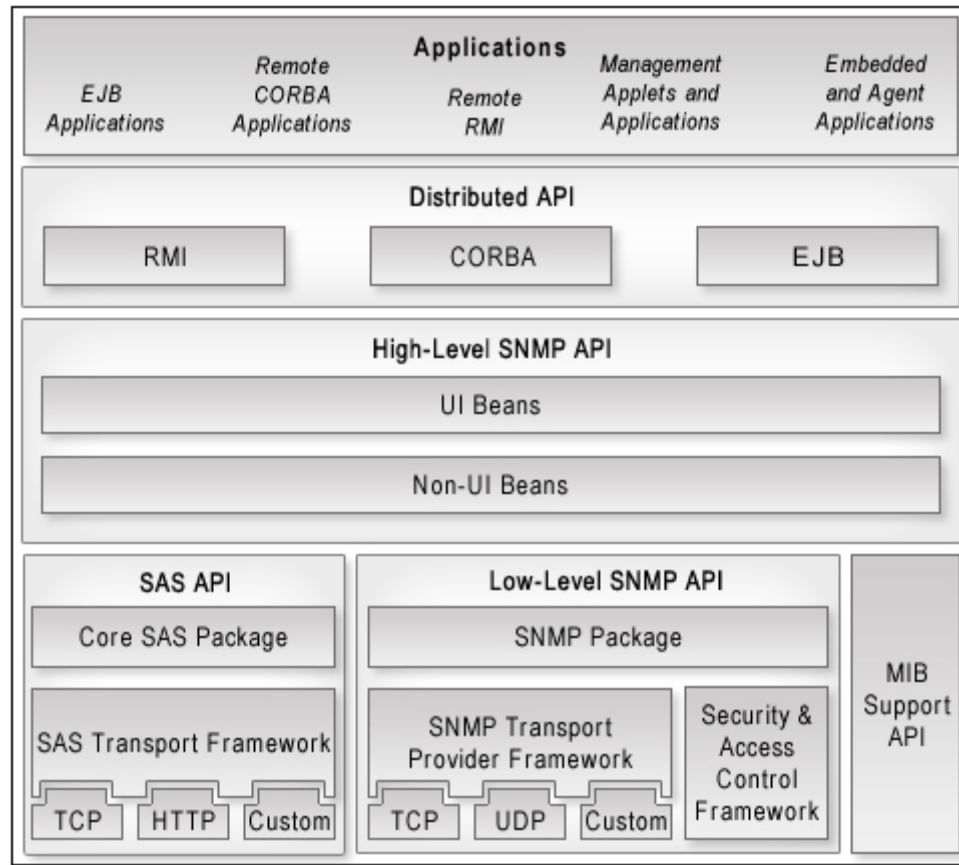 Applications
EJB
Applications
Remote
CORBA
Applications
Remote
RMI
Management
Applets and
Applications
Embedded
and Agent
Applications
Distributed API
RMI
CORBA
EJB
High-Level SNMP API
UI Beans
Non-UI Beans
SAS API
Core SAS Package
SAS Transport Framework
TCP
HTTP
Custom
Low-Level SNMP API
SNMP Package
SNMP Transport
Provider Framework
TCP
UDP
Custom
Security &
Access
Control
Framework
MIB
Support
API